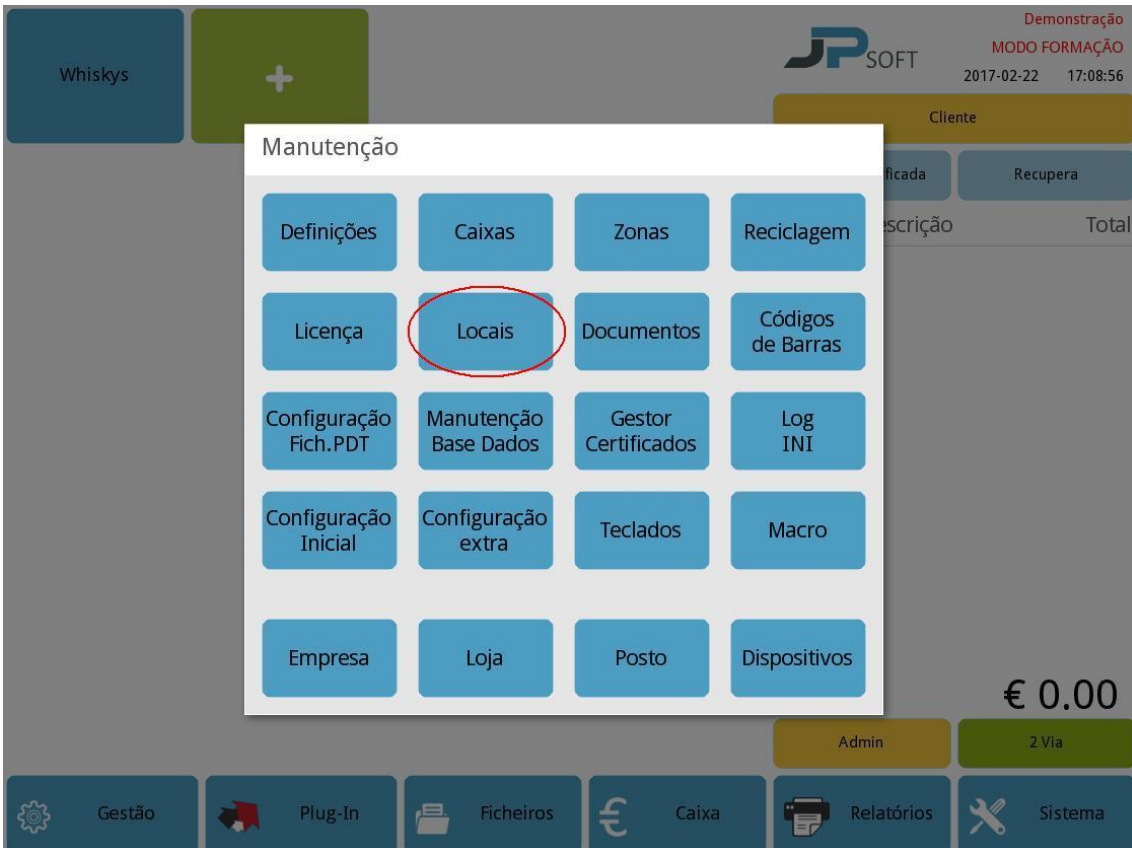 Whiskys
+
JPSOFT
Demonstração
MODO FORMAÇÃO
2017-02-22 17:08:56
Cliente
ficada
Recupera
escrição
Total
Manutenção
Definições
Caixas
Zonas
Reciclagem
Licença
Locais
Documentos
Códigos
de Barras
Configuração
Fich.PDT
Manutenção
Base Dados
Gestor
Certificados
Log
INI
Configuração
Inicial
Configuração
extra
Teclados
Macro
Empresa
Loja
Posto
Dispositivos
€ 0.00
Admin
2 Via
Gestão
Plug-In
Ficheiros
€ Caixa
Relatórios
Sistema